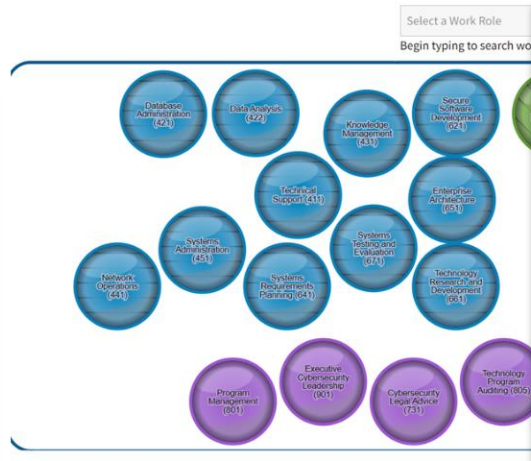 Select a Work Role
Begin typing to search wo
Database
Administration
(421)
Data Analysis
(422)
Knowledge
Management
(431)
Secure
Software
Development
(621)
Technical
Support (411)
Enterprise
Architecture
(651)
Systems
Administration
(451)
Systems
Testing and
Evaluation
(671)
Network
Operations
(441)
Systems
Requirements
Planning (641)
Technology
Research and
Development
(661)
Program
Management
(801)
Executive
Cybersecurity
Leadership
(901)
Cybersecurity
Legal Advice
(731)
Technology
Program
Auditing (805)